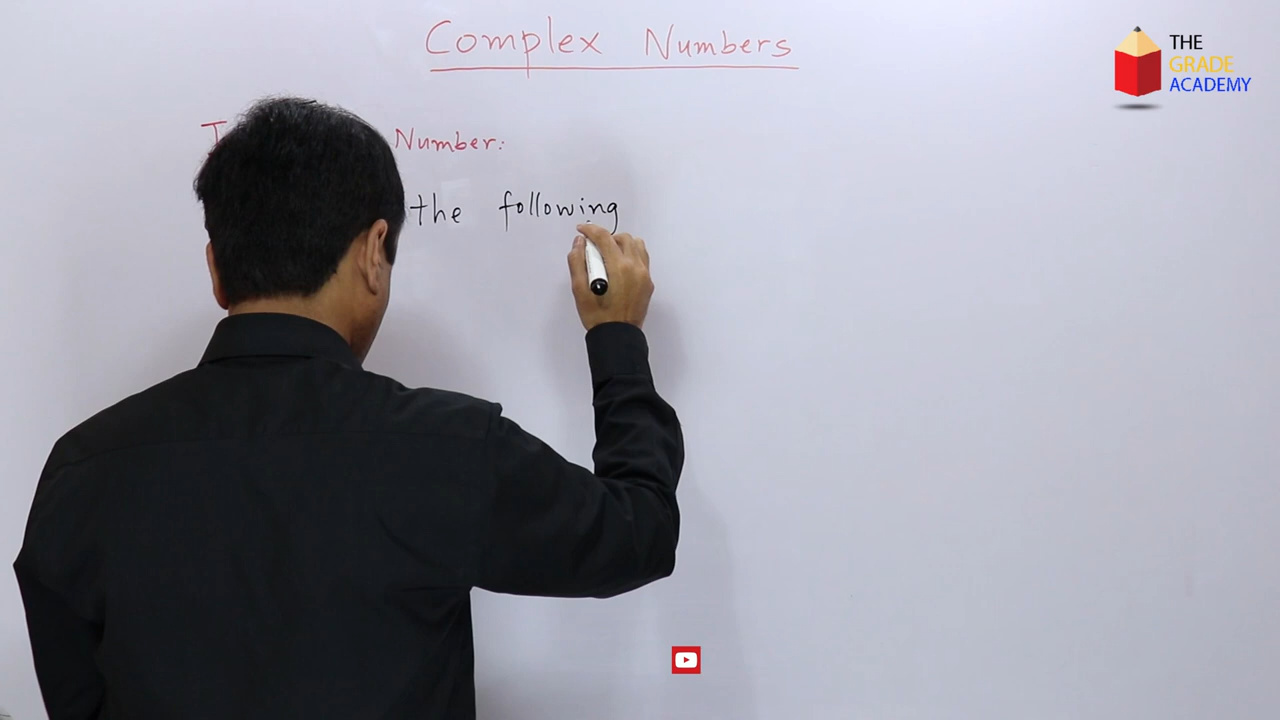 Complex Numbers
THE
GRADE
ACADEMY
Number:
the following